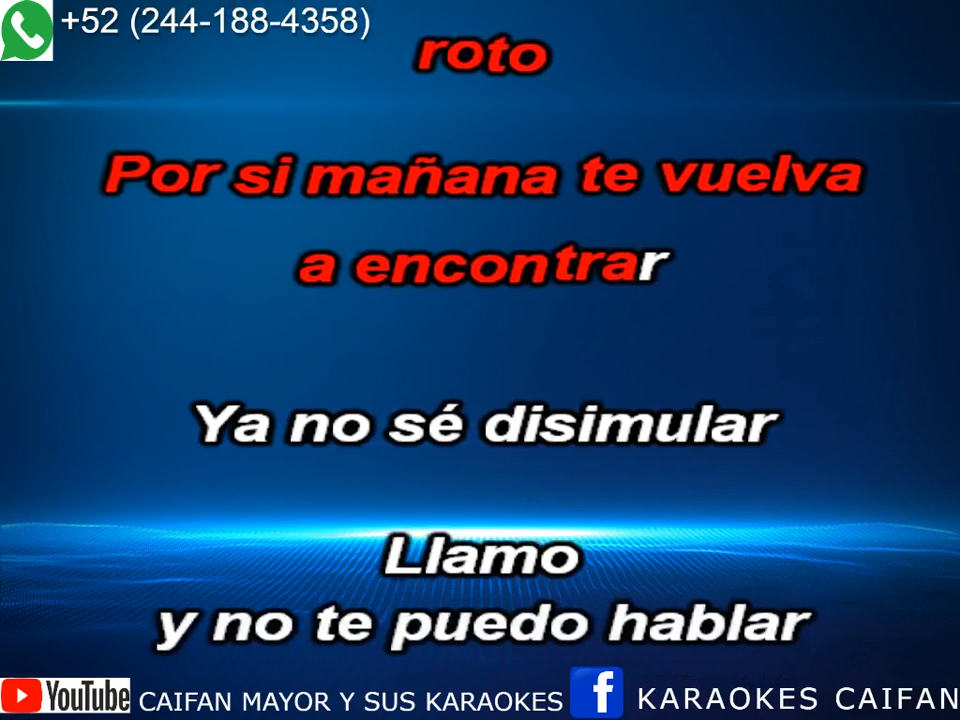 +52 (244-188-4358)
roto
Por si mañana te vuelva
a encontrar
Ya no sé disimular
Llamo
y no te puedo hablar
YouTube CAIFAN MAYOR Y SUS KARAOKES f KARAOKES CAIFAN